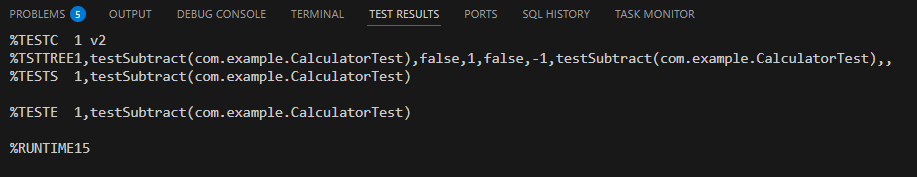 PROBLEMS 5 OUTPUT DEBUG CONSOLE TERMINAL TEST RESULTS PORTS SQL HISTORY TASK MONITOR
%TESTC  1 v2
%TSTTREE1,testSubtract(com.example.CalculatorTest),false,1,false,-1,testSubtract(com.example.CalculatorTest),,
%TESTS  1,testSubtract(com.example.CalculatorTest)
%TESTE  1,testSubtract(com.example.CalculatorTest)
%RUNTIME15